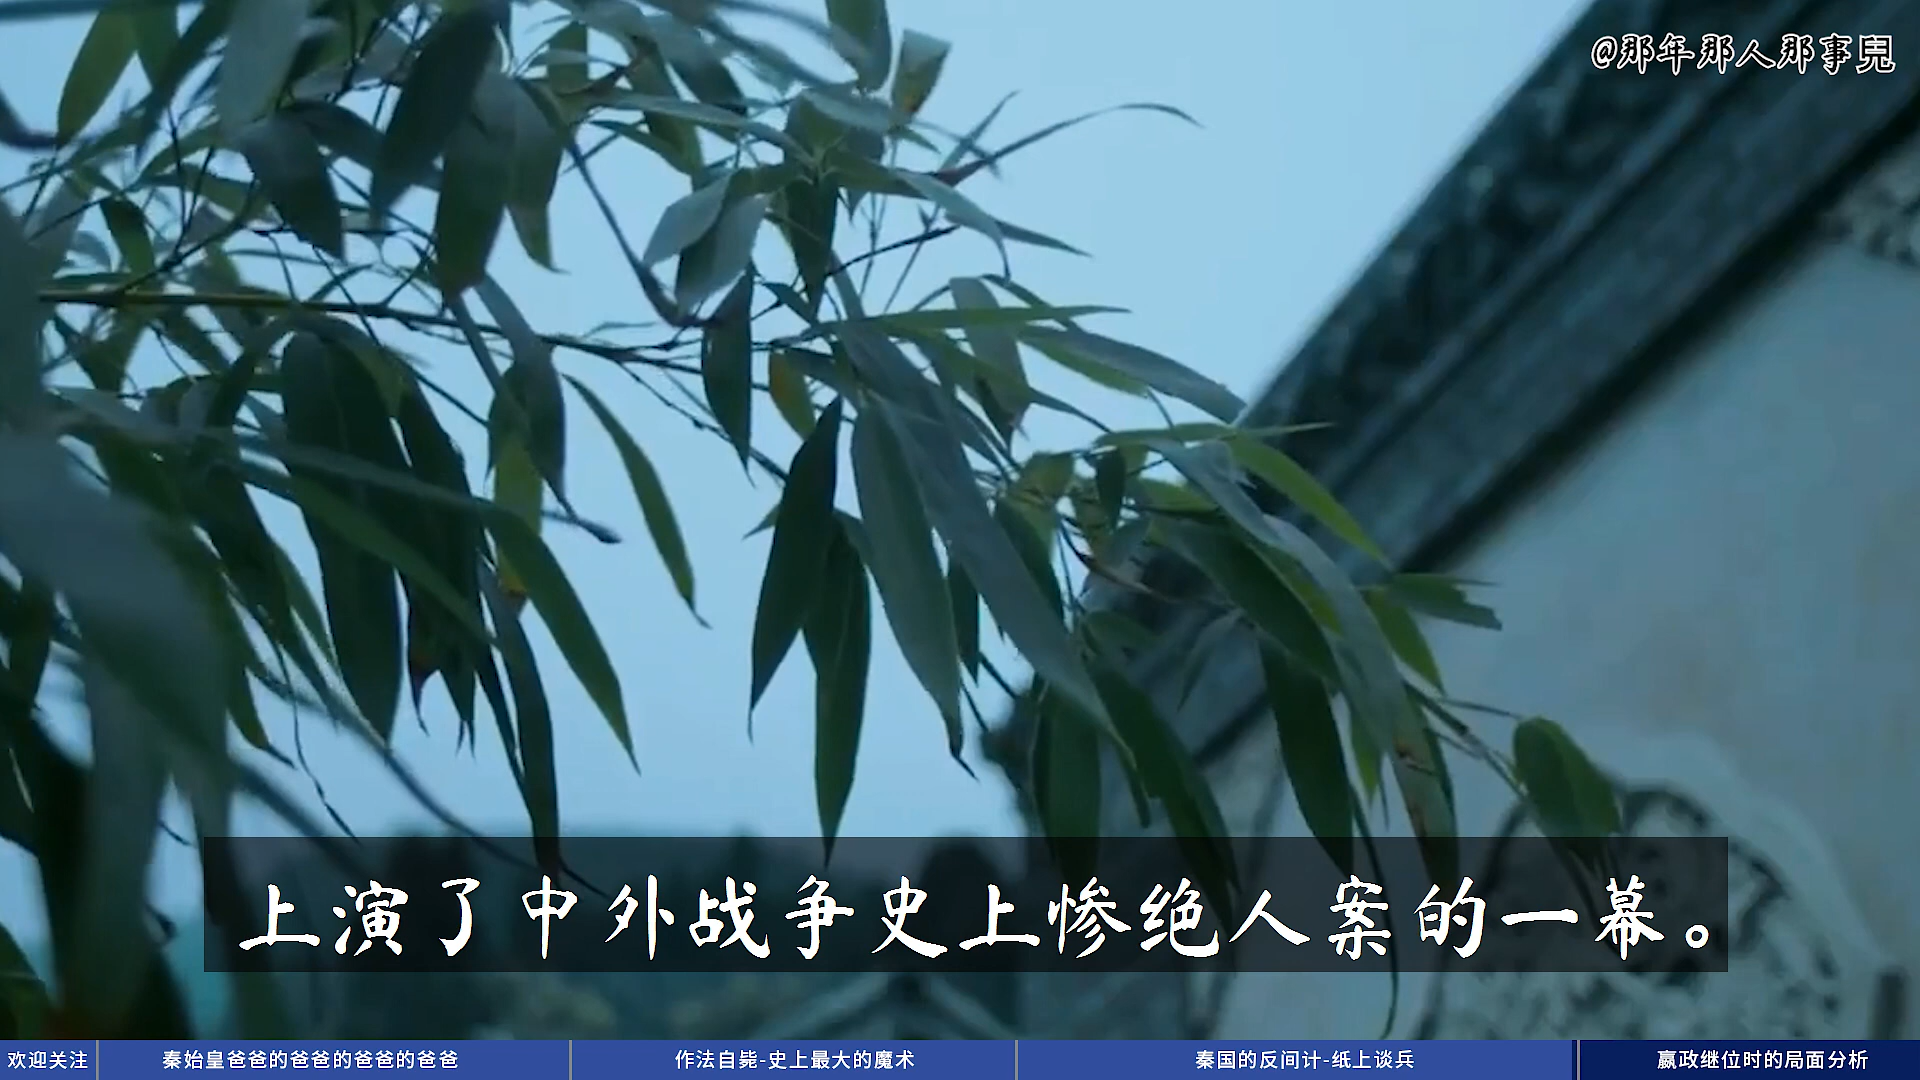 @那年那人那事兒
上演了中外战争史上惨绝人案的一幕。
欢迎关注
秦始皇爸爸的爸爸的爸爸的爸爸
作法自毙-史上最大的魔术
秦国的反间计-纸上谈兵
嬴政继位时的局面分析